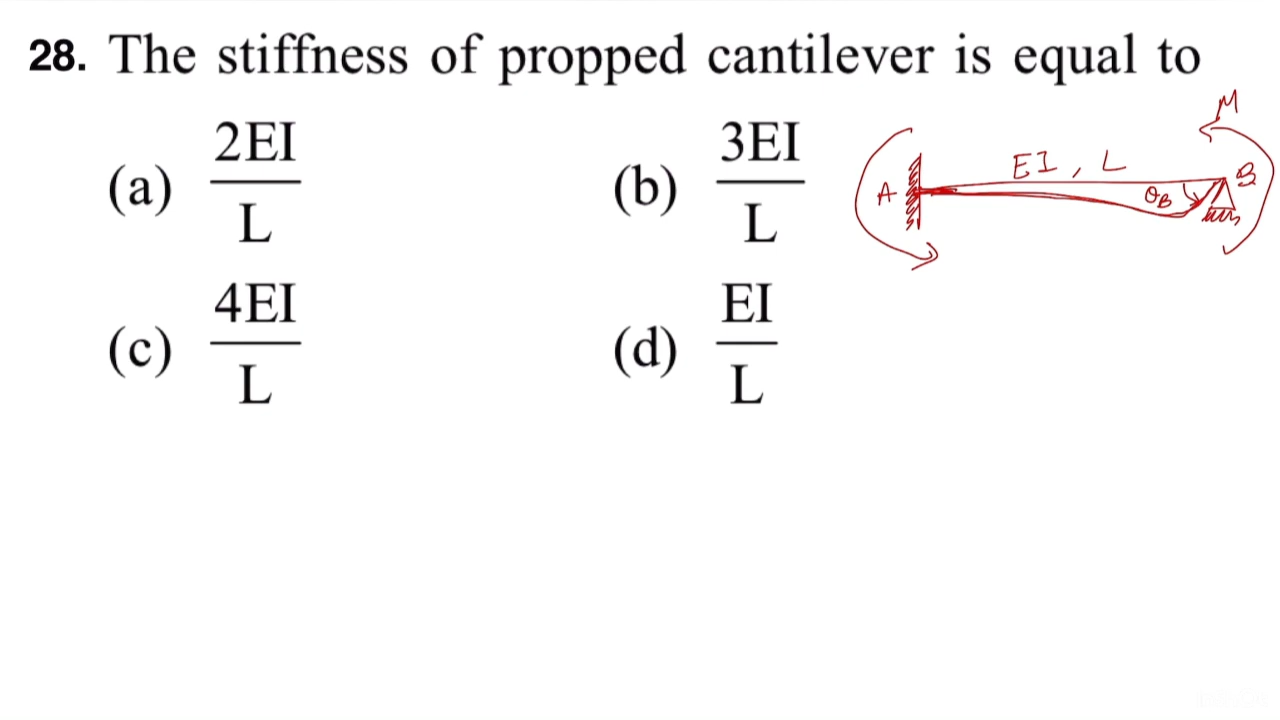 28. The stiffness of propped cantilever is equal to
(a) 2EI/L
(b) 3EI/L
(c) 4EI/L
(d) EI/L
M
EI, L
A
θB
B